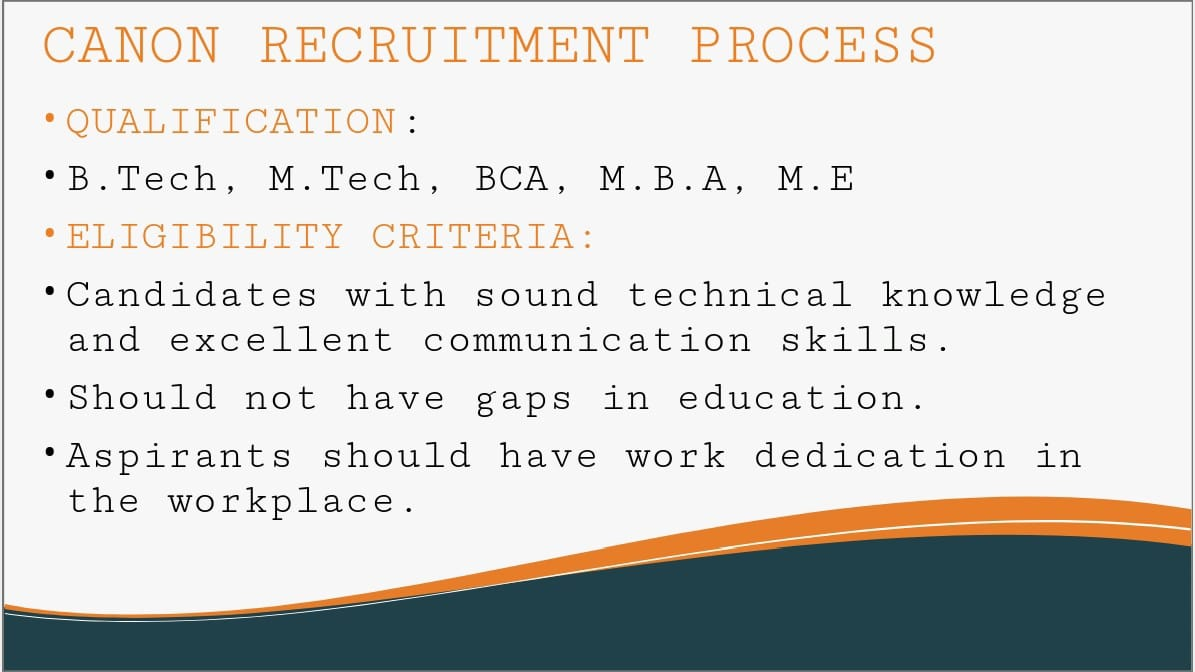 CANON RECRUITMENT PROCESS
• QUALIFICATION:
• B.Tech, M.Tech, BCA, M.B.A, M.E
• ELIGIBILITY CRITERIA:
• Candidates with sound technical knowledge
and excellent communication skills.
• Should not have gaps in education.
• Aspirants should have work dedication in
the workplace.